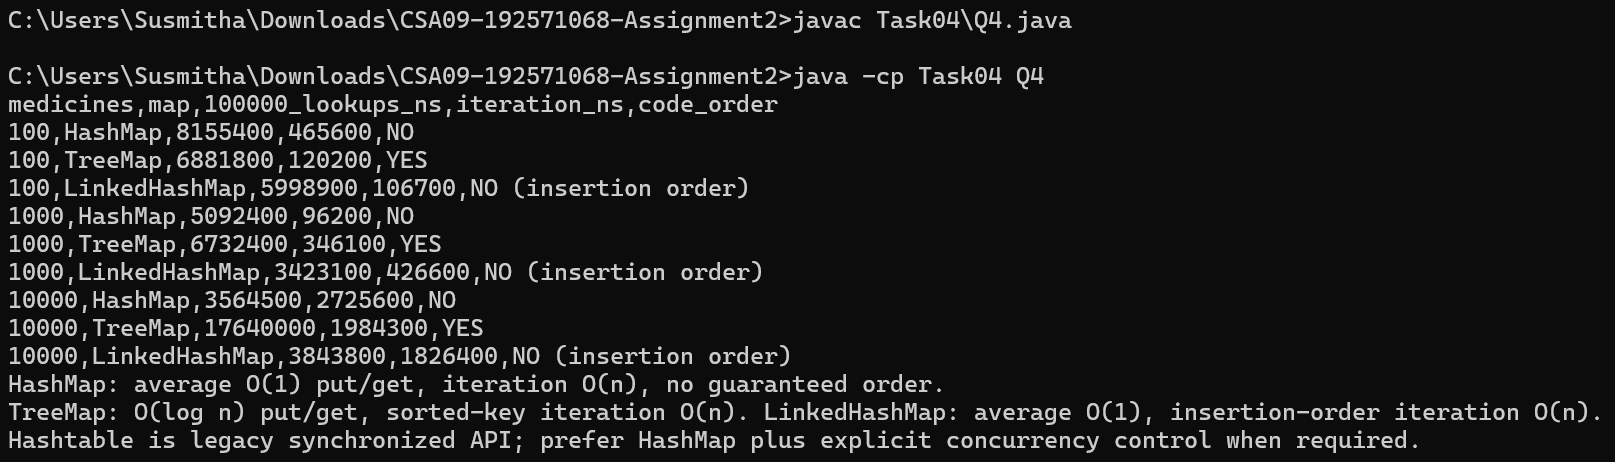 C:\Users\Susmitha\Downloads\CSA09-192571068-Assignment2>javac Task04\Q4.java
C:\Users\Susmitha\Downloads\CSA09-192571068-Assignment2>java -cp Task04 Q4
medicines,map,100000_lookups_ns,iteration_ns,code_order
100,HashMap,8155400,465600,NO
100,TreeMap,6881800,120200,YES
100,LinkedHashMap,5998900,106700,NO (insertion order)
1000,HashMap,5092400,96200,NO
1000,TreeMap,6732400,346100,YES
1000,LinkedHashMap,3423100,426600,NO (insertion order)
10000,HashMap,3564500,2725600,NO
10000,TreeMap,17640000,1984300,YES
10000,LinkedHashMap,3843800,1826400,NO (insertion order)
HashMap: average O(1) put/get, iteration O(n), no guaranteed order.
TreeMap: O(log n) put/get, sorted-key iteration O(n). LinkedHashMap: average O(1), insertion-order iteration O(n).
Hashtable is legacy synchronized API; prefer HashMap plus explicit concurrency control when required.